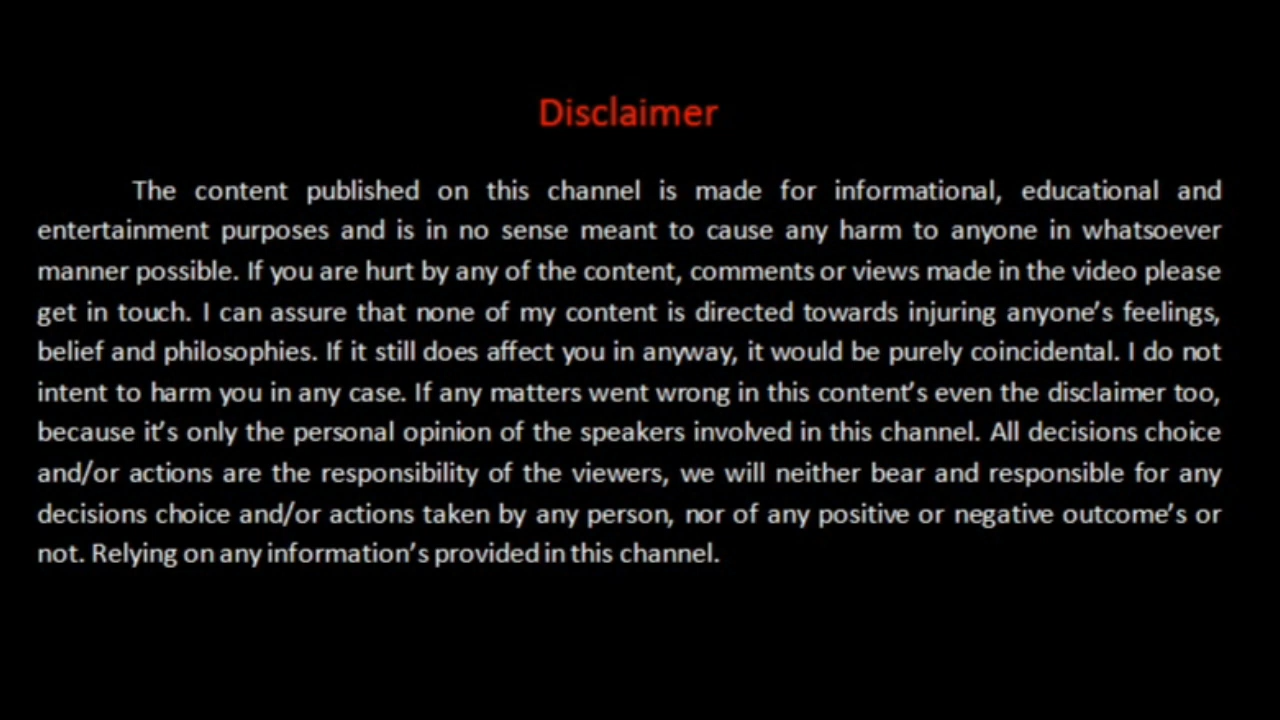 Disclaimer
The content published on this channel is made for informational, educational and
entertainment purposes and is in no sense meant to cause any harm to anyone in whatsoever
manner possible. If you are hurt by any of the content, comments or views made in the video please
get in touch. I can assure that none of my content is directed towards injuring anyone’s feelings,
belief and philosophies. If it still does affect you in anyway, it would be purely coincidental. I do not
intent to harm you in any case. If any matters went wrong in this content’s even the disclaimer too,
because it’s only the personal opinion of the speakers involved in this channel. All decisions choice
and/or actions are the responsibility of the viewers, we will neither bear and responsible for any
decisions choice and/or actions taken by any person, nor of any positive or negative outcome’s or
not. Relying on any information’s provided in this channel.